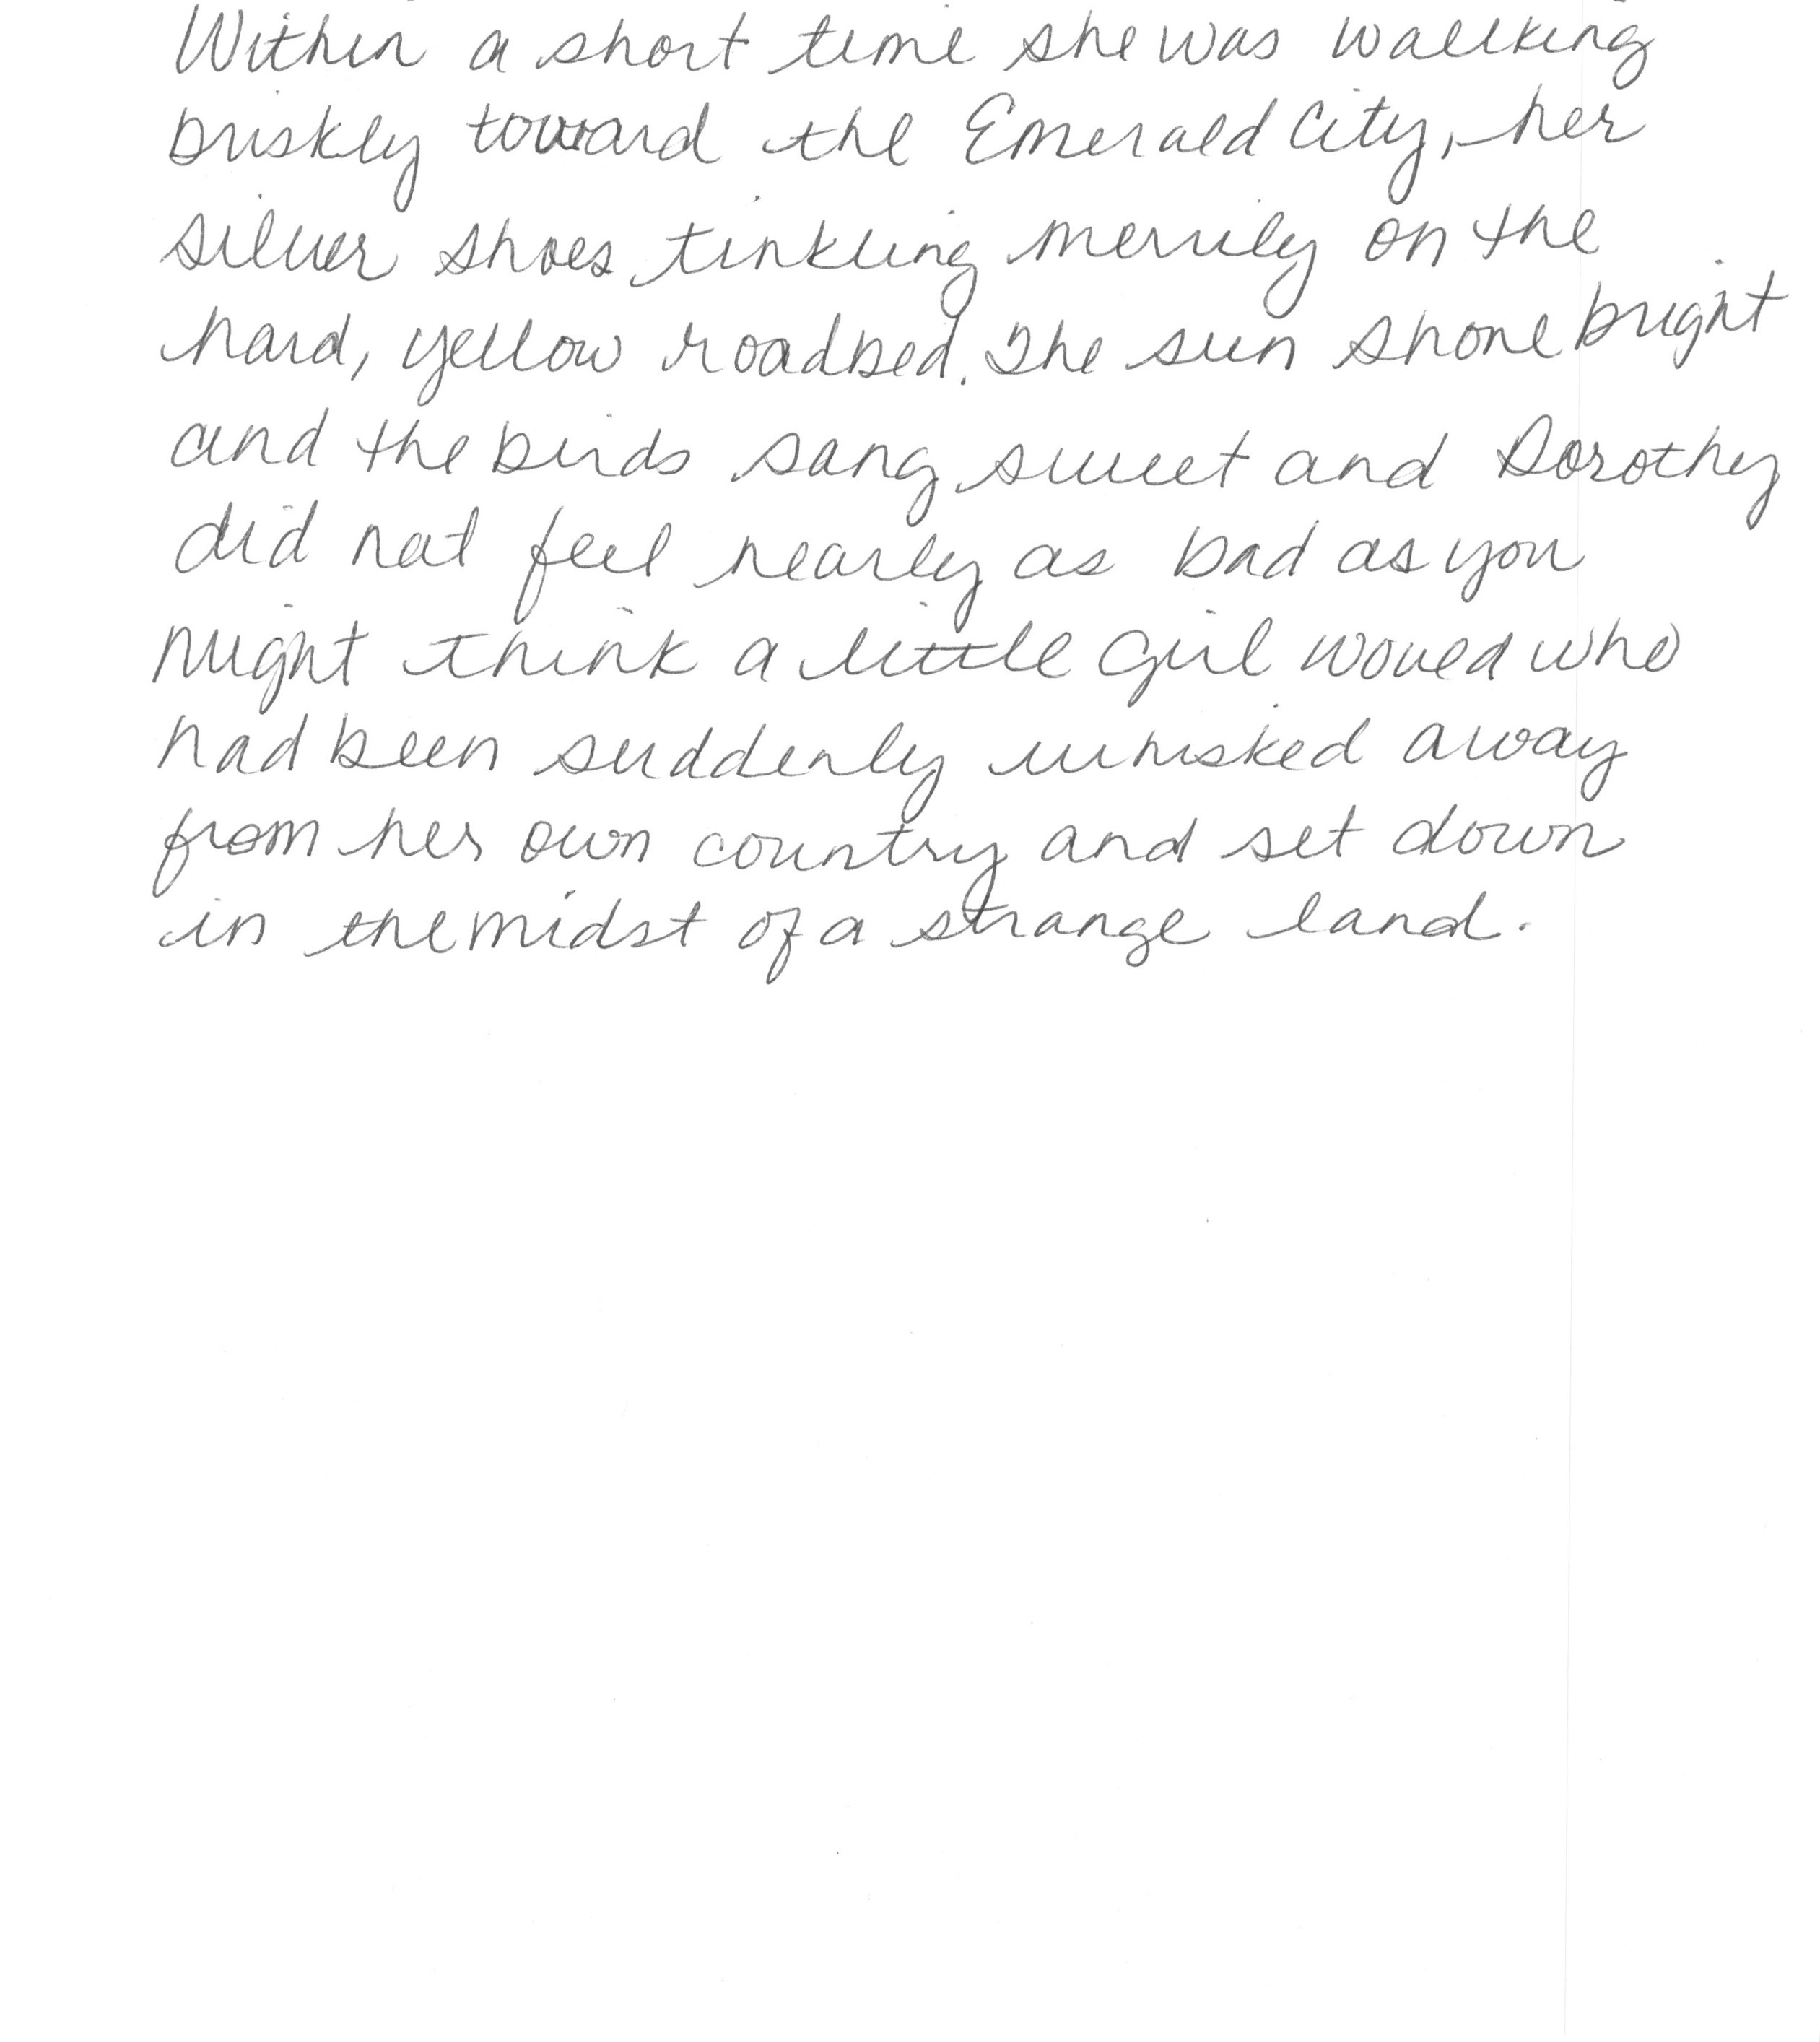 Within a short time she was wallking
briskly toward the Emerald City, her
silver shoes tinkling merrily on the
hard, yellow roadbed. The sun shone bright
and the birds sang sweet and Dorothy
did not feel nearly as bad as you
might think a little girl would who
had been suddenly whisked away
from her own country and set down
in the midst of a strange land.